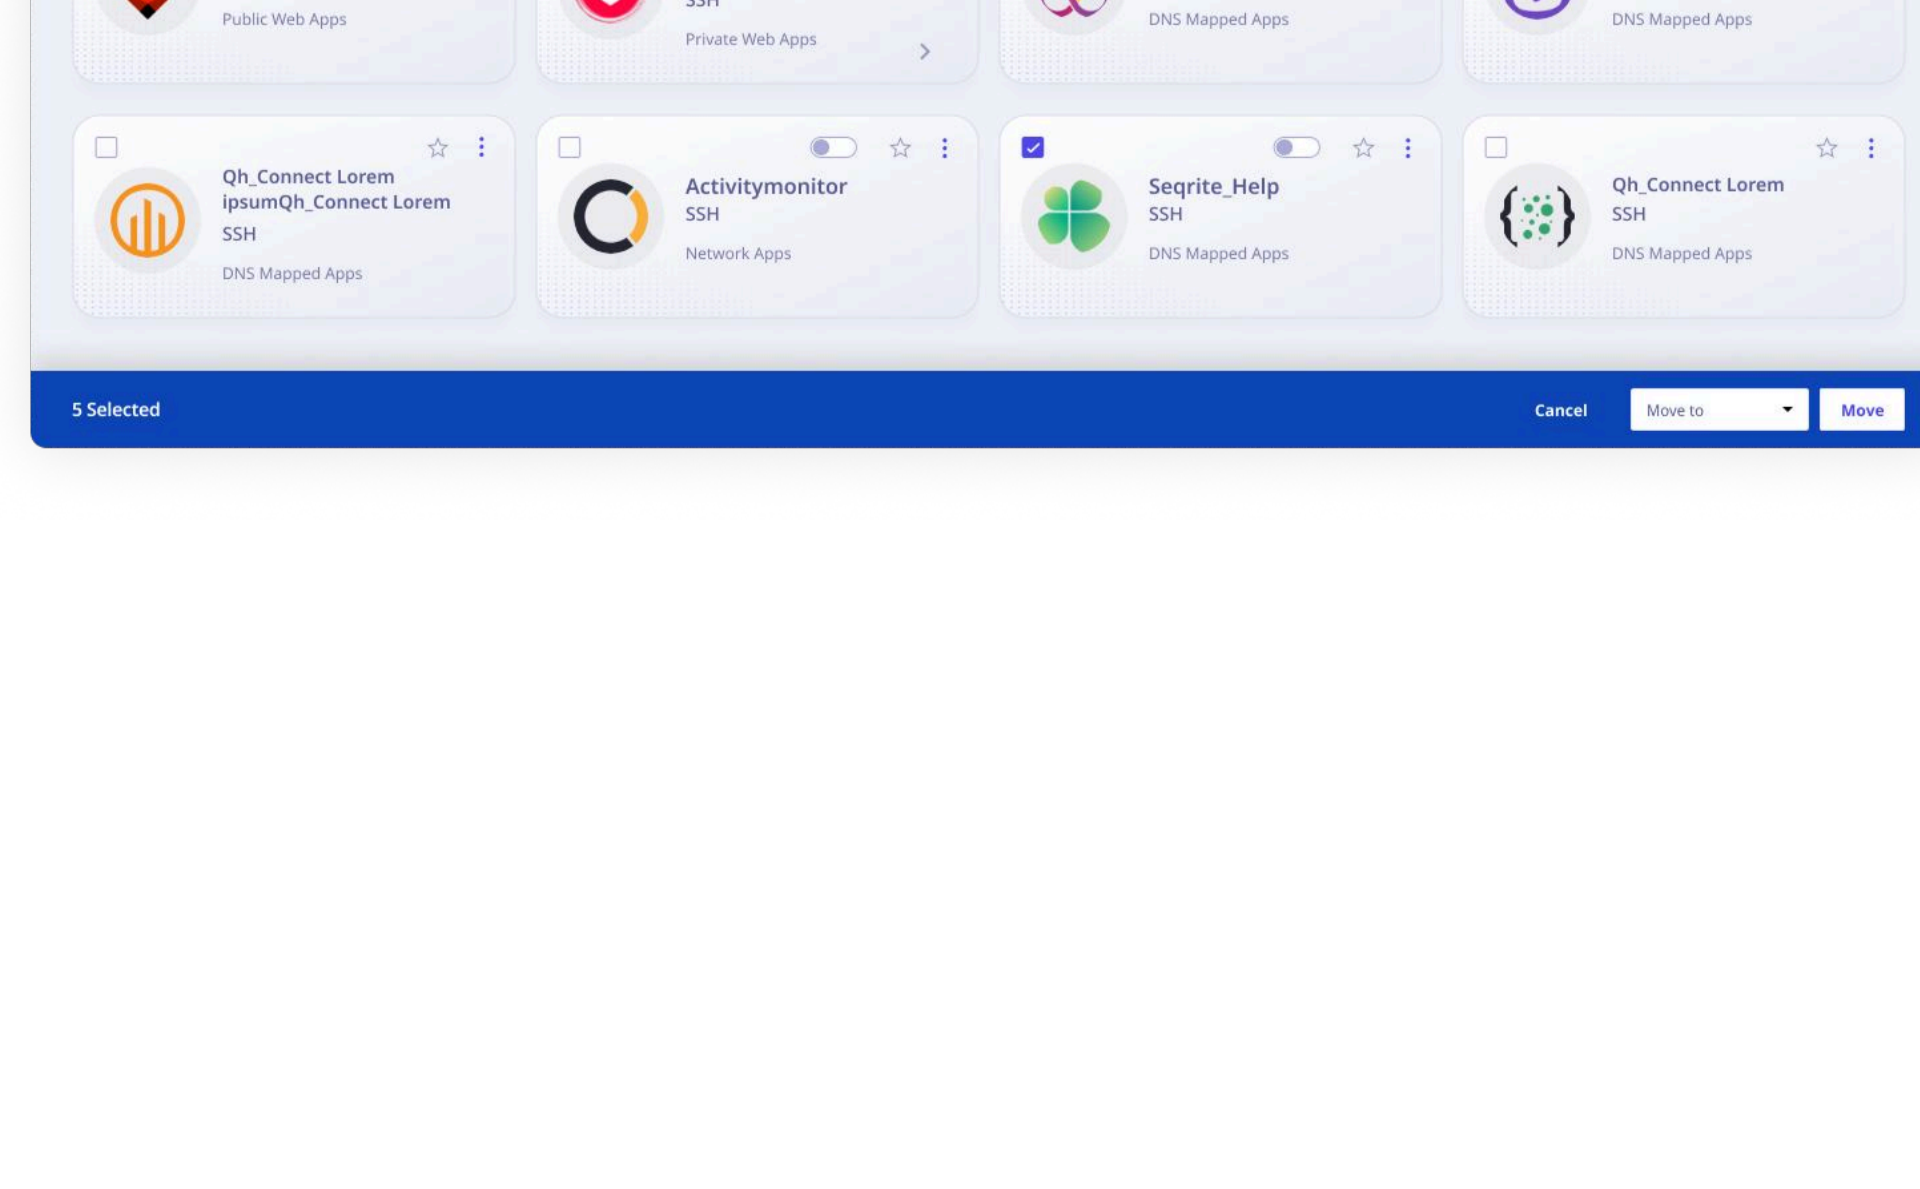 SSH
Public Web Apps
Private Web Apps
DNS Mapped Apps
DNS Mapped Apps
Qh_Connect Lorem
ipsumQh_Connect Lorem
SSH
DNS Mapped Apps
Activitymonitor
SSH
Network Apps
Seqrite_Help
SSH
DNS Mapped Apps
Qh_Connect Lorem
SSH
DNS Mapped Apps
5 Selected
Cancel
Move to
Move